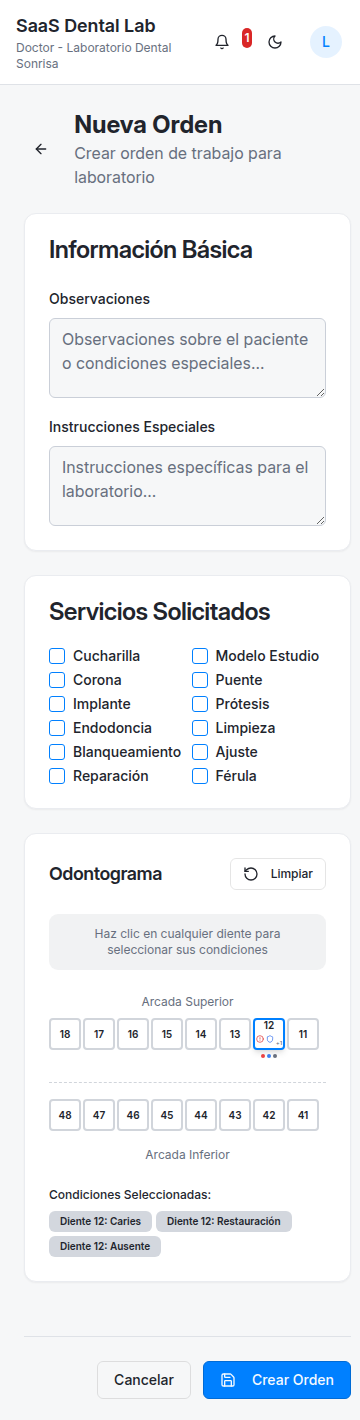 SaaS Dental Lab
Doctor - Laboratorio Dental
Sonrisa
1
L
Nueva Orden
Crear orden de trabajo para
laboratorio
Información Básica
Observaciones
Observaciones sobre el paciente
o condiciones especiales...
Instrucciones Especiales
Instrucciones específicas para el
laboratorio...
Servicios Solicitados
Cucharilla Modelo Estudio
Corona Puente
Implante Prótesis
Endodoncia Limpieza
Blanqueamiento Ajuste
Reparación Férula
Odontograma Limpiar
Haz clic en cualquier diente para
seleccionar sus condiciones
Arcada Superior
18 17 16 15 14 13 12 11
+1
48 47 46 45 44 43 42 41
Arcada Inferior
Condiciones Seleccionadas:
Diente 12: Caries Diente 12: Restauración
Diente 12: Ausente
Cancelar Crear Orden